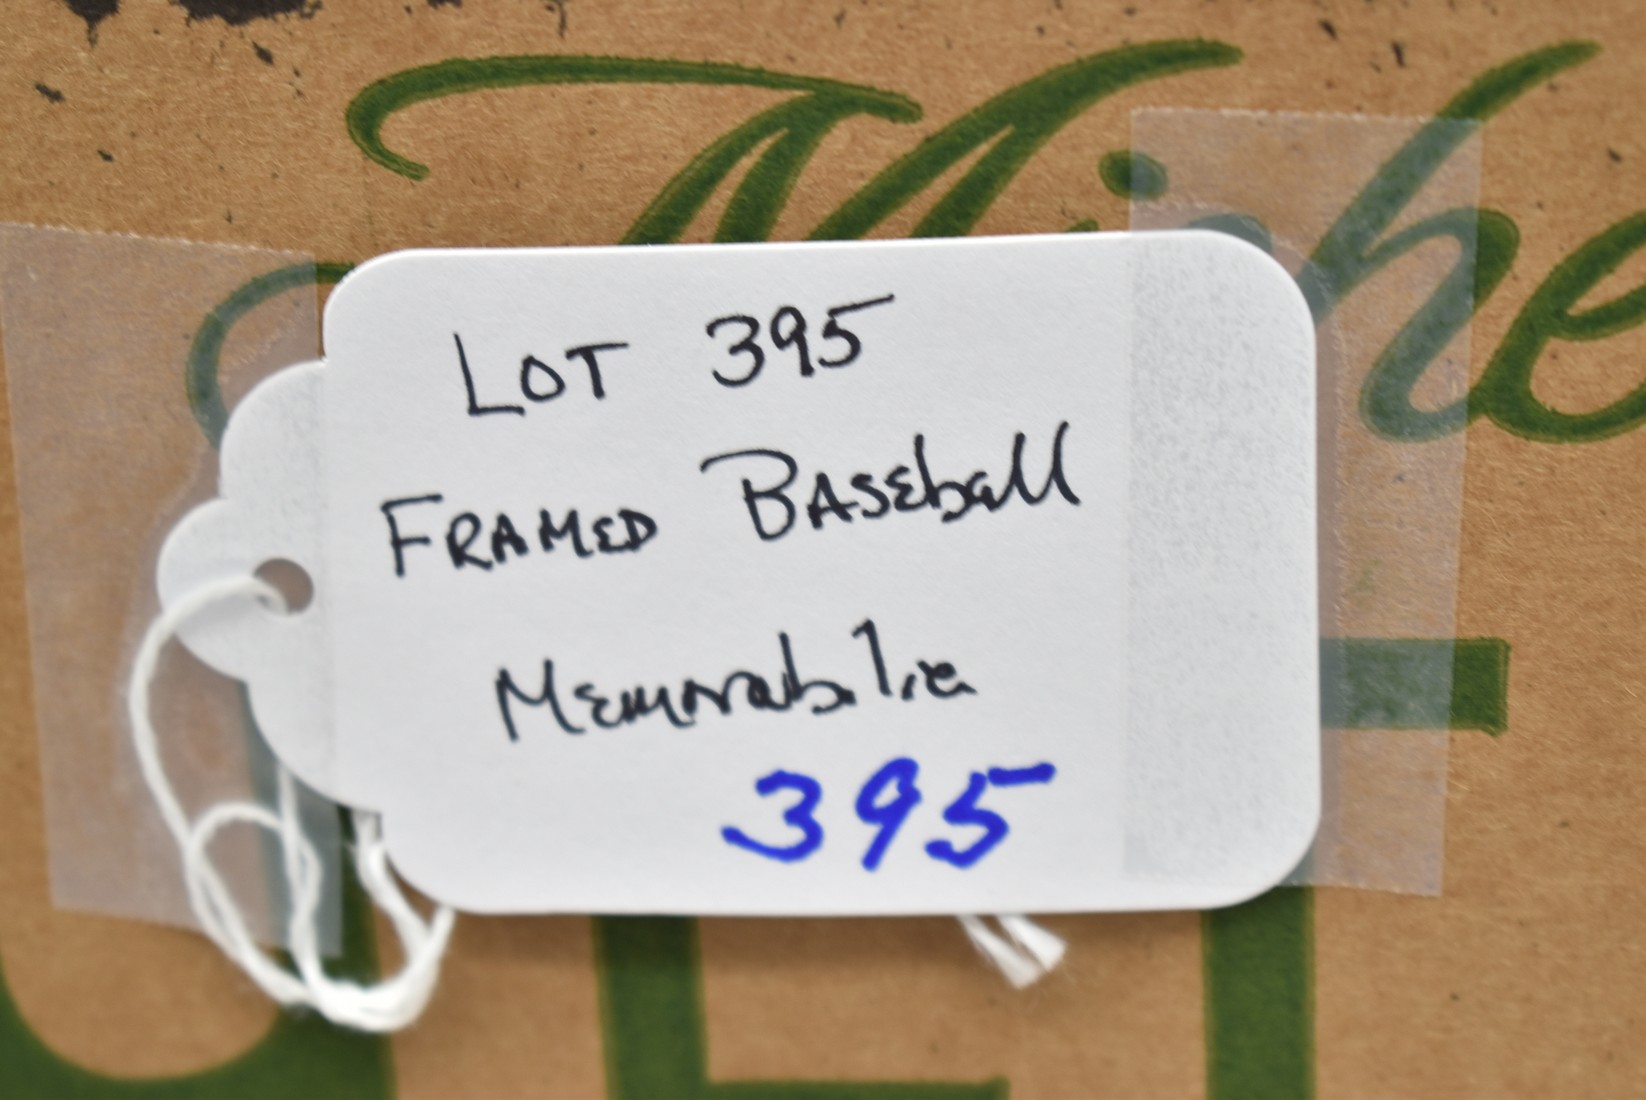 LOT 395
FRAMED BASEball
Memorabilia
395